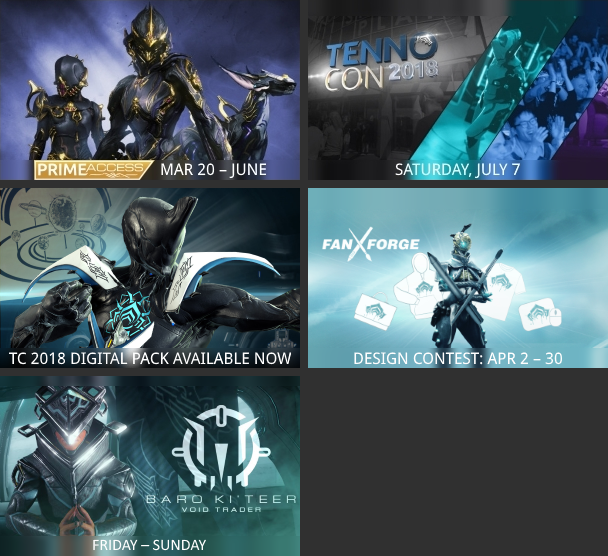 PRIME ACCESS MAR 20 – JUNE
TENNO
CON 2018
SATURDAY, JULY 7
TC 2018 DIGITAL PACK AVAILABLE NOW
FAN FORGE
DESIGN CONTEST: APR 2 – 30
BARO KI'TEER
VOID TRADER
FRIDAY – SUNDAY